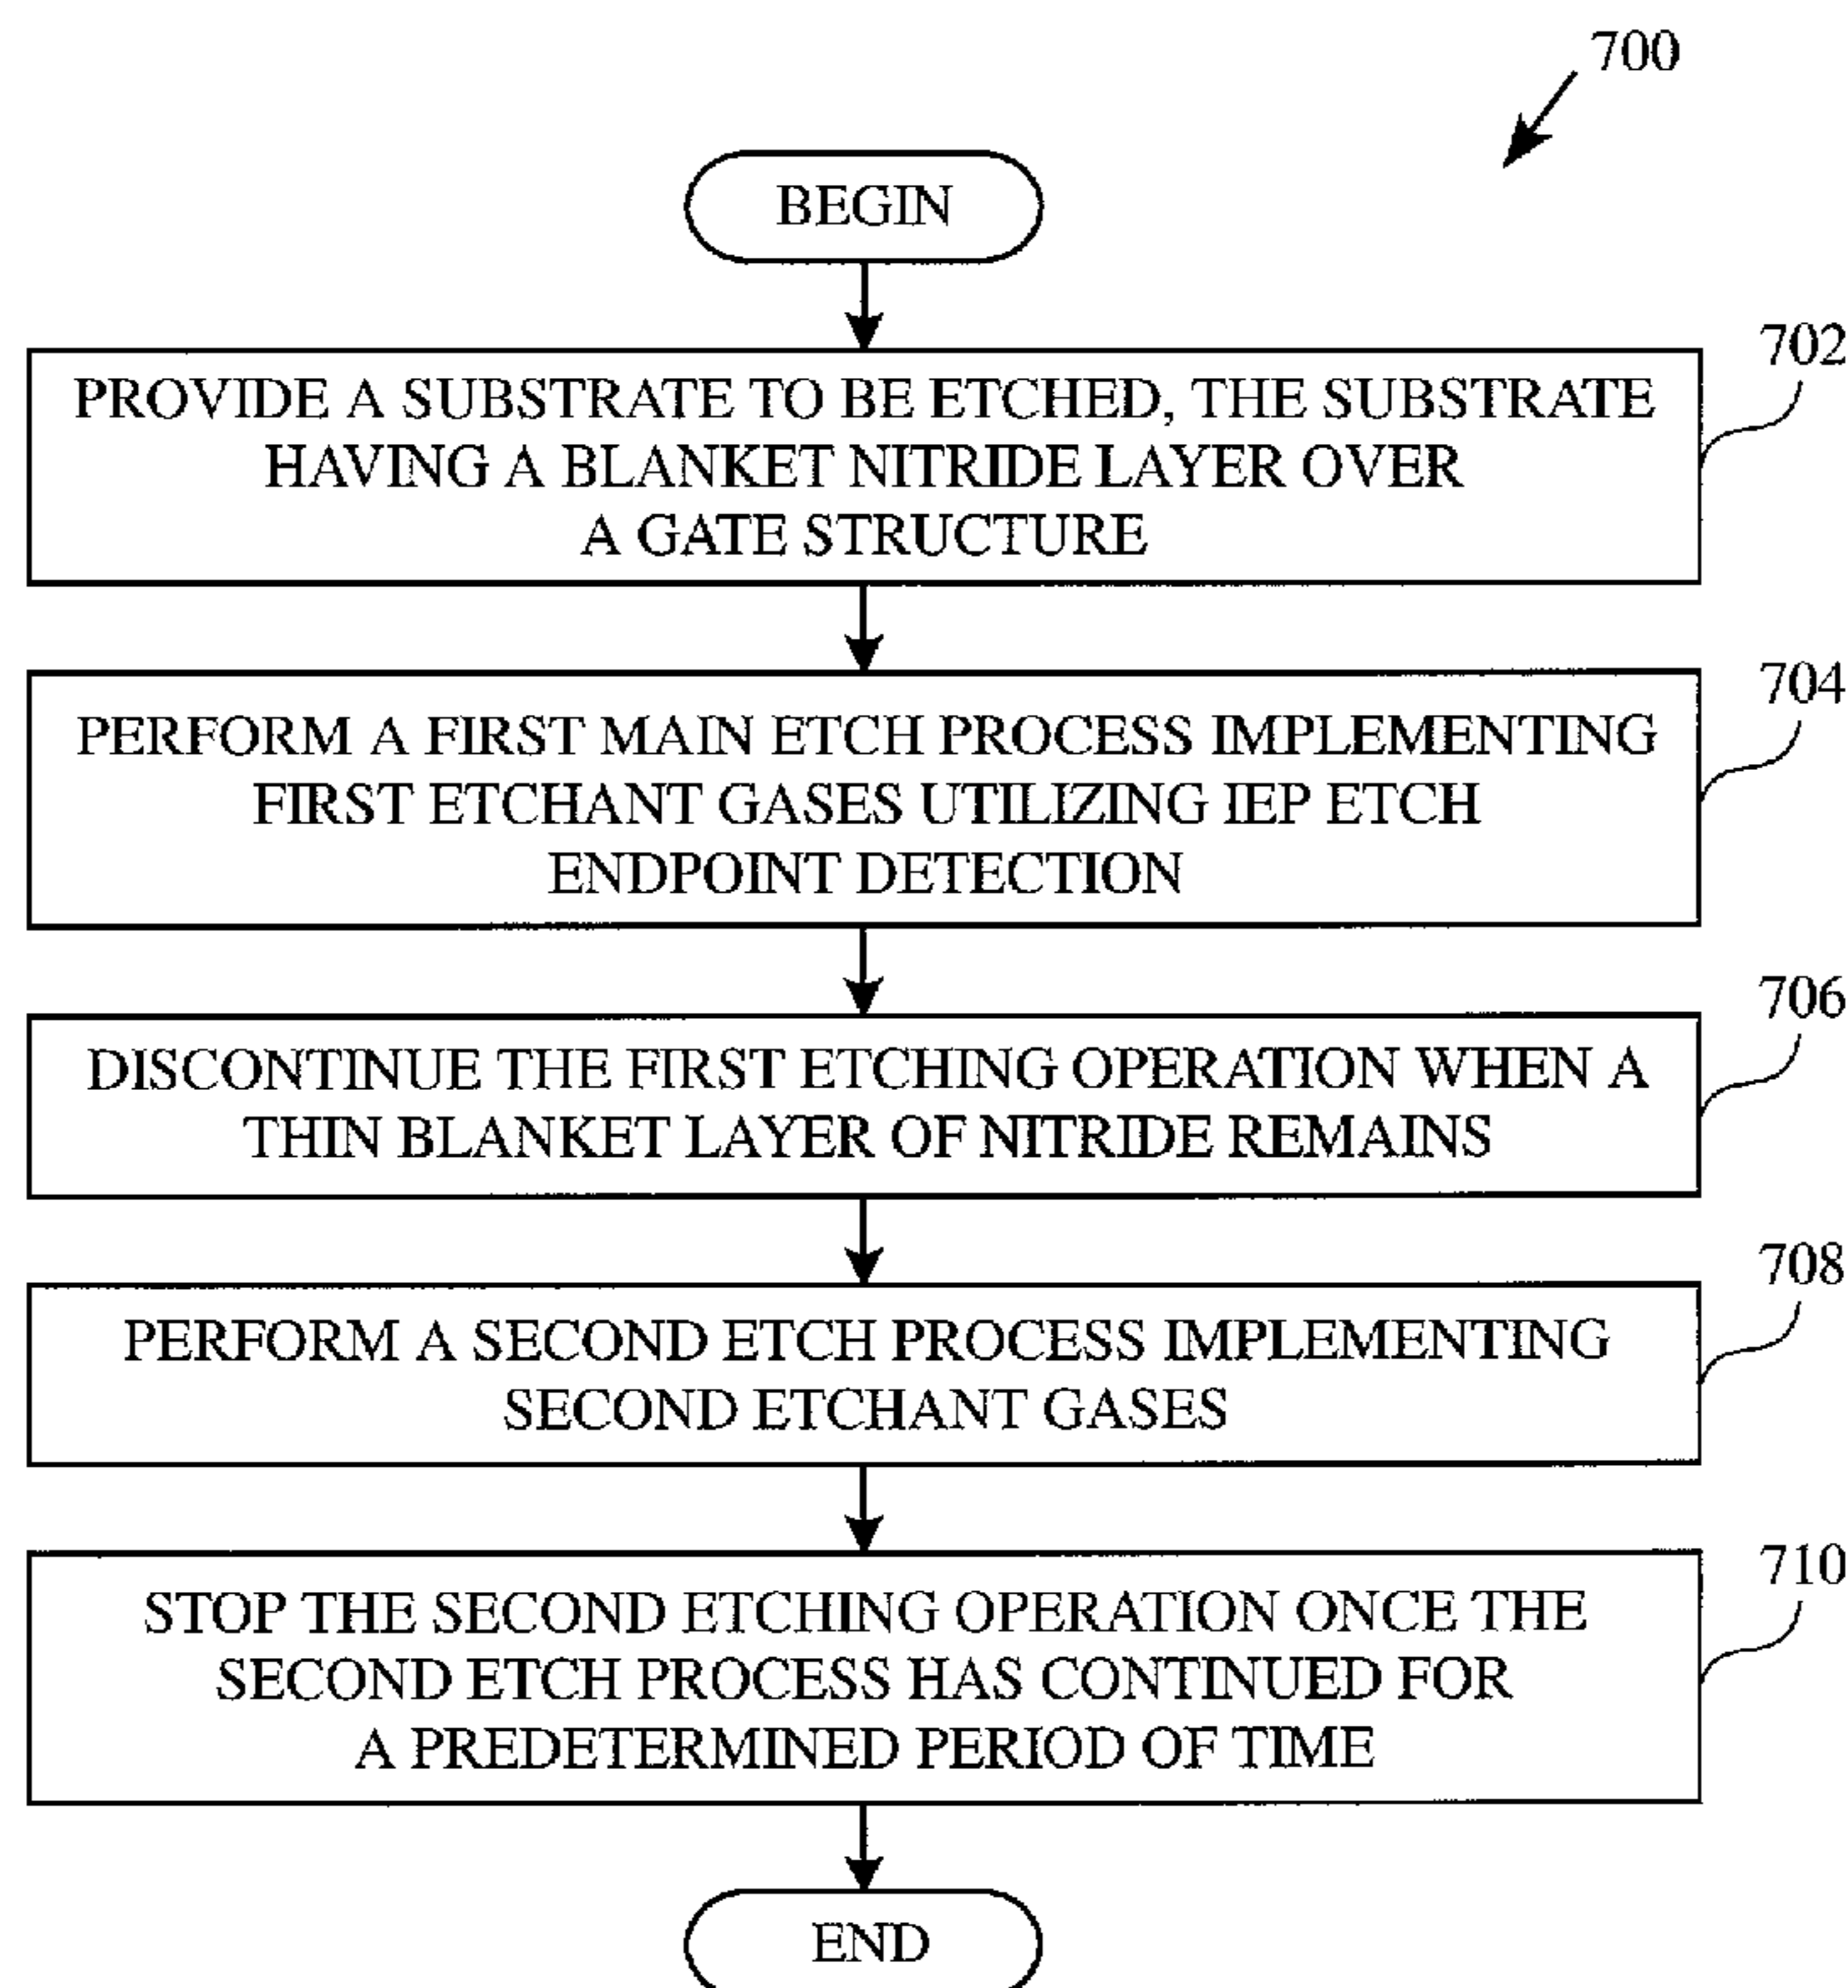 700
BEGIN
702
PROVIDE A SUBSTRATE TO BE ETCHED, THE SUBSTRATE
HAVING A BLANKET NITRIDE LAYER OVER
A GATE STRUCTURE
704
PERFORM A FIRST MAIN ETCH PROCESS IMPLEMENTING
FIRST ETCHANT GASES UTILIZING IEP ETCH
ENDPOINT DETECTION
706
DISCONTINUE THE FIRST ETCHING OPERATION WHEN A
THIN BLANKET LAYER OF NITRIDE REMAINS
708
PERFORM A SECOND ETCH PROCESS IMPLEMENTING
SECOND ETCHANT GASES
710
STOP THE SECOND ETCHING OPERATION ONCE THE
SECOND ETCH PROCESS HAS CONTINUED FOR
A PREDETERMINED PERIOD OF TIME
END